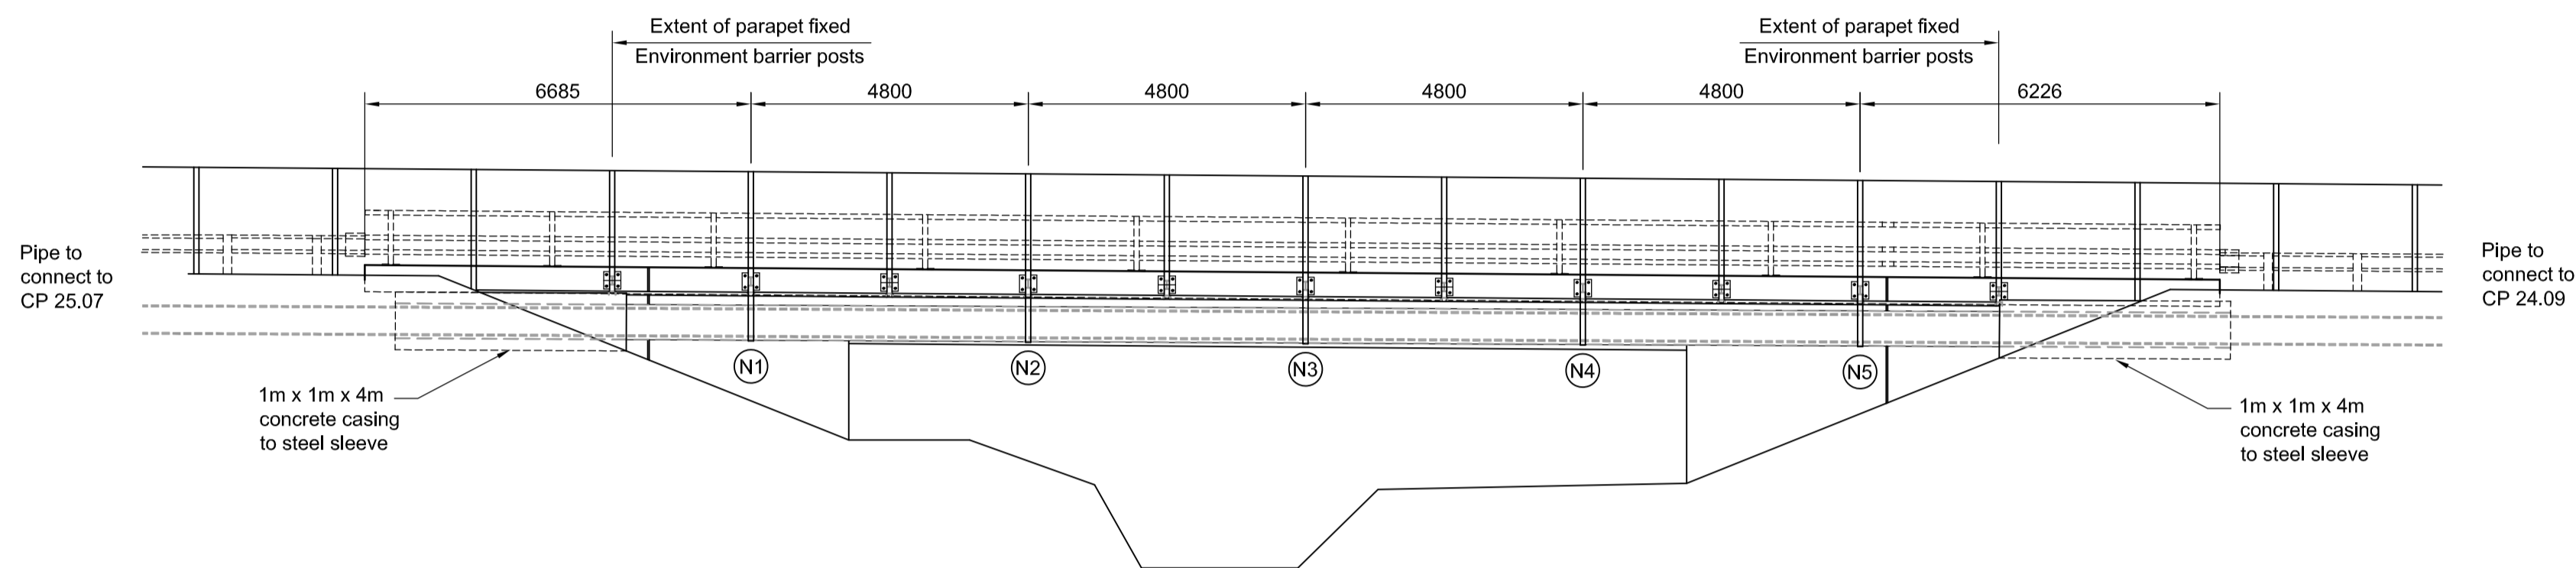 Extent of parapet fixed
Environment barrier posts
Extent of parapet fixed
Environment barrier posts
6685
4800
4800
4800
4800
6226
Pipe to
connect to
CP 25.07
Pipe to
connect to
CP 24.09
N1
N2
N3
N4
N5
1m x 1m x 4m
concrete casing
to steel sleeve
1m x 1m x 4m
concrete casing
to steel sleeve